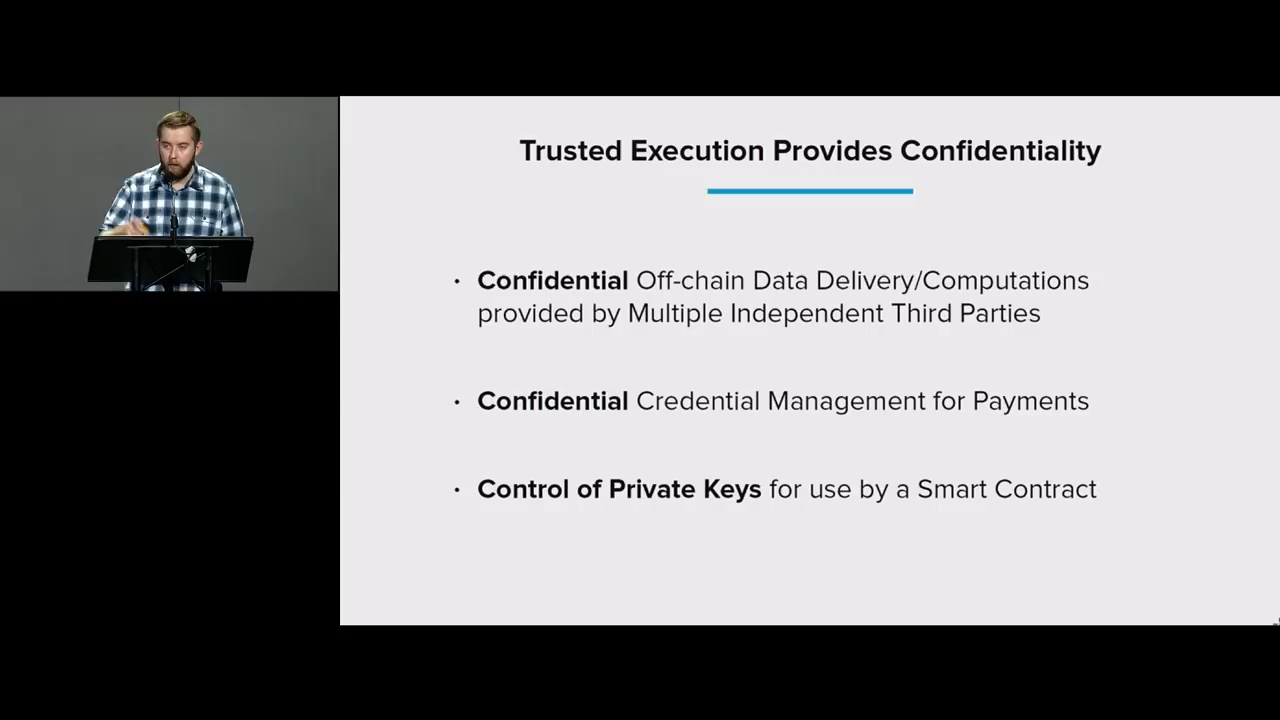 Trusted Execution Provides Confidentiality
• Confidential Off-chain Data Delivery/Computations
provided by Multiple Independent Third Parties
• Confidential Credential Management for Payments
• Control of Private Keys for use by a Smart Contract